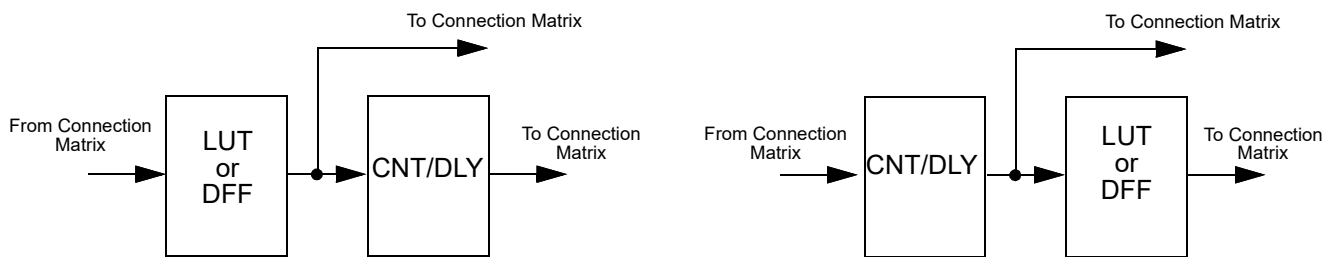 To Connection Matrix
From Connection
Matrix
LUT
or
DFF
CNT/DLY
To Connection
Matrix
To Connection Matrix
From Connection
Matrix
CNT/DLY
LUT
or
DFF
To Connection
Matrix